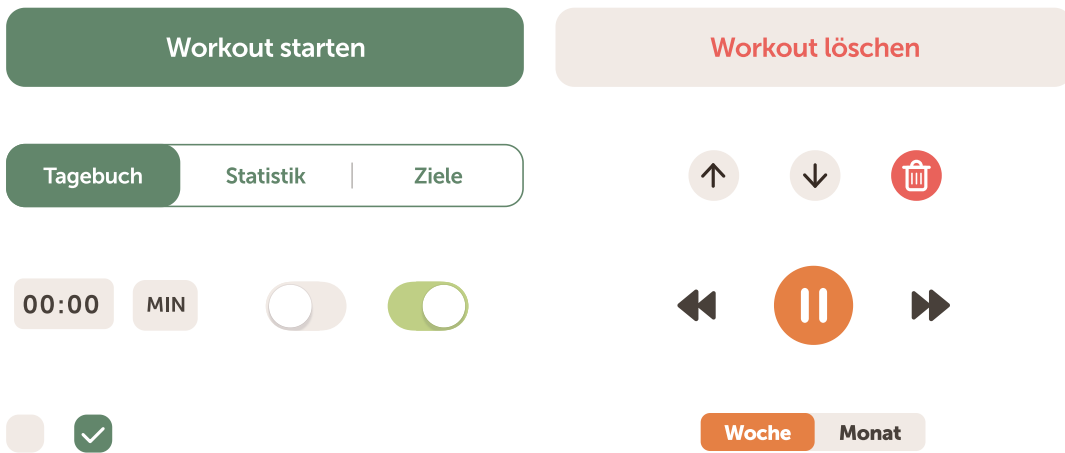 Workout starten
Workout löschen
Tagebuch
Statistik
Ziele
00:00
MIN
Woche
Monat